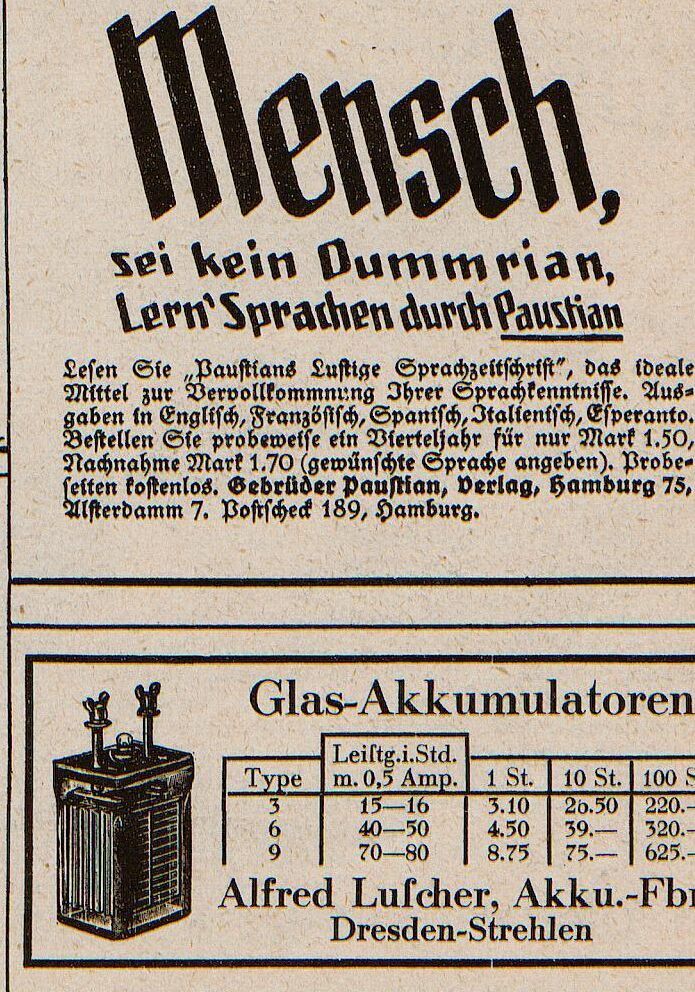 Mensch,
sei kein Dummrian,
Lern' Sprachen durch Paustian
Lesen Sie „Paustians Lustige Sprachzeitschrift", das ideale
Mittel zur Vervollkommnung Ihrer Sprachkenntnisse. Aus-
gaben in Englisch, Französisch, Spanisch, Italienisch, Esperanto.
Bestellen Sie probeweise ein Vierteljahr für nur Mark 1.50,
Nachnahme Mark 1.70 (gewünschte Sprache angeben). Probe-
seiten kostenlos. Gebrüder Paustian, Verlag, Hamburg 75,
Alsterdamm 7. Postscheck 189, Hamburg.
Glas-Akkumulatoren
Type Leiſtg.i.Std. m. 0,5 Amp. 1 St. 10 St. 100 S
3 15—16 3.10 26.50 220.-
6 40—50 4.50 39.— 320.-
9 70—80 8.75 75.— 625.-
Alfred Luſcher, Akku.-Fbr
Dresden-Strehlen